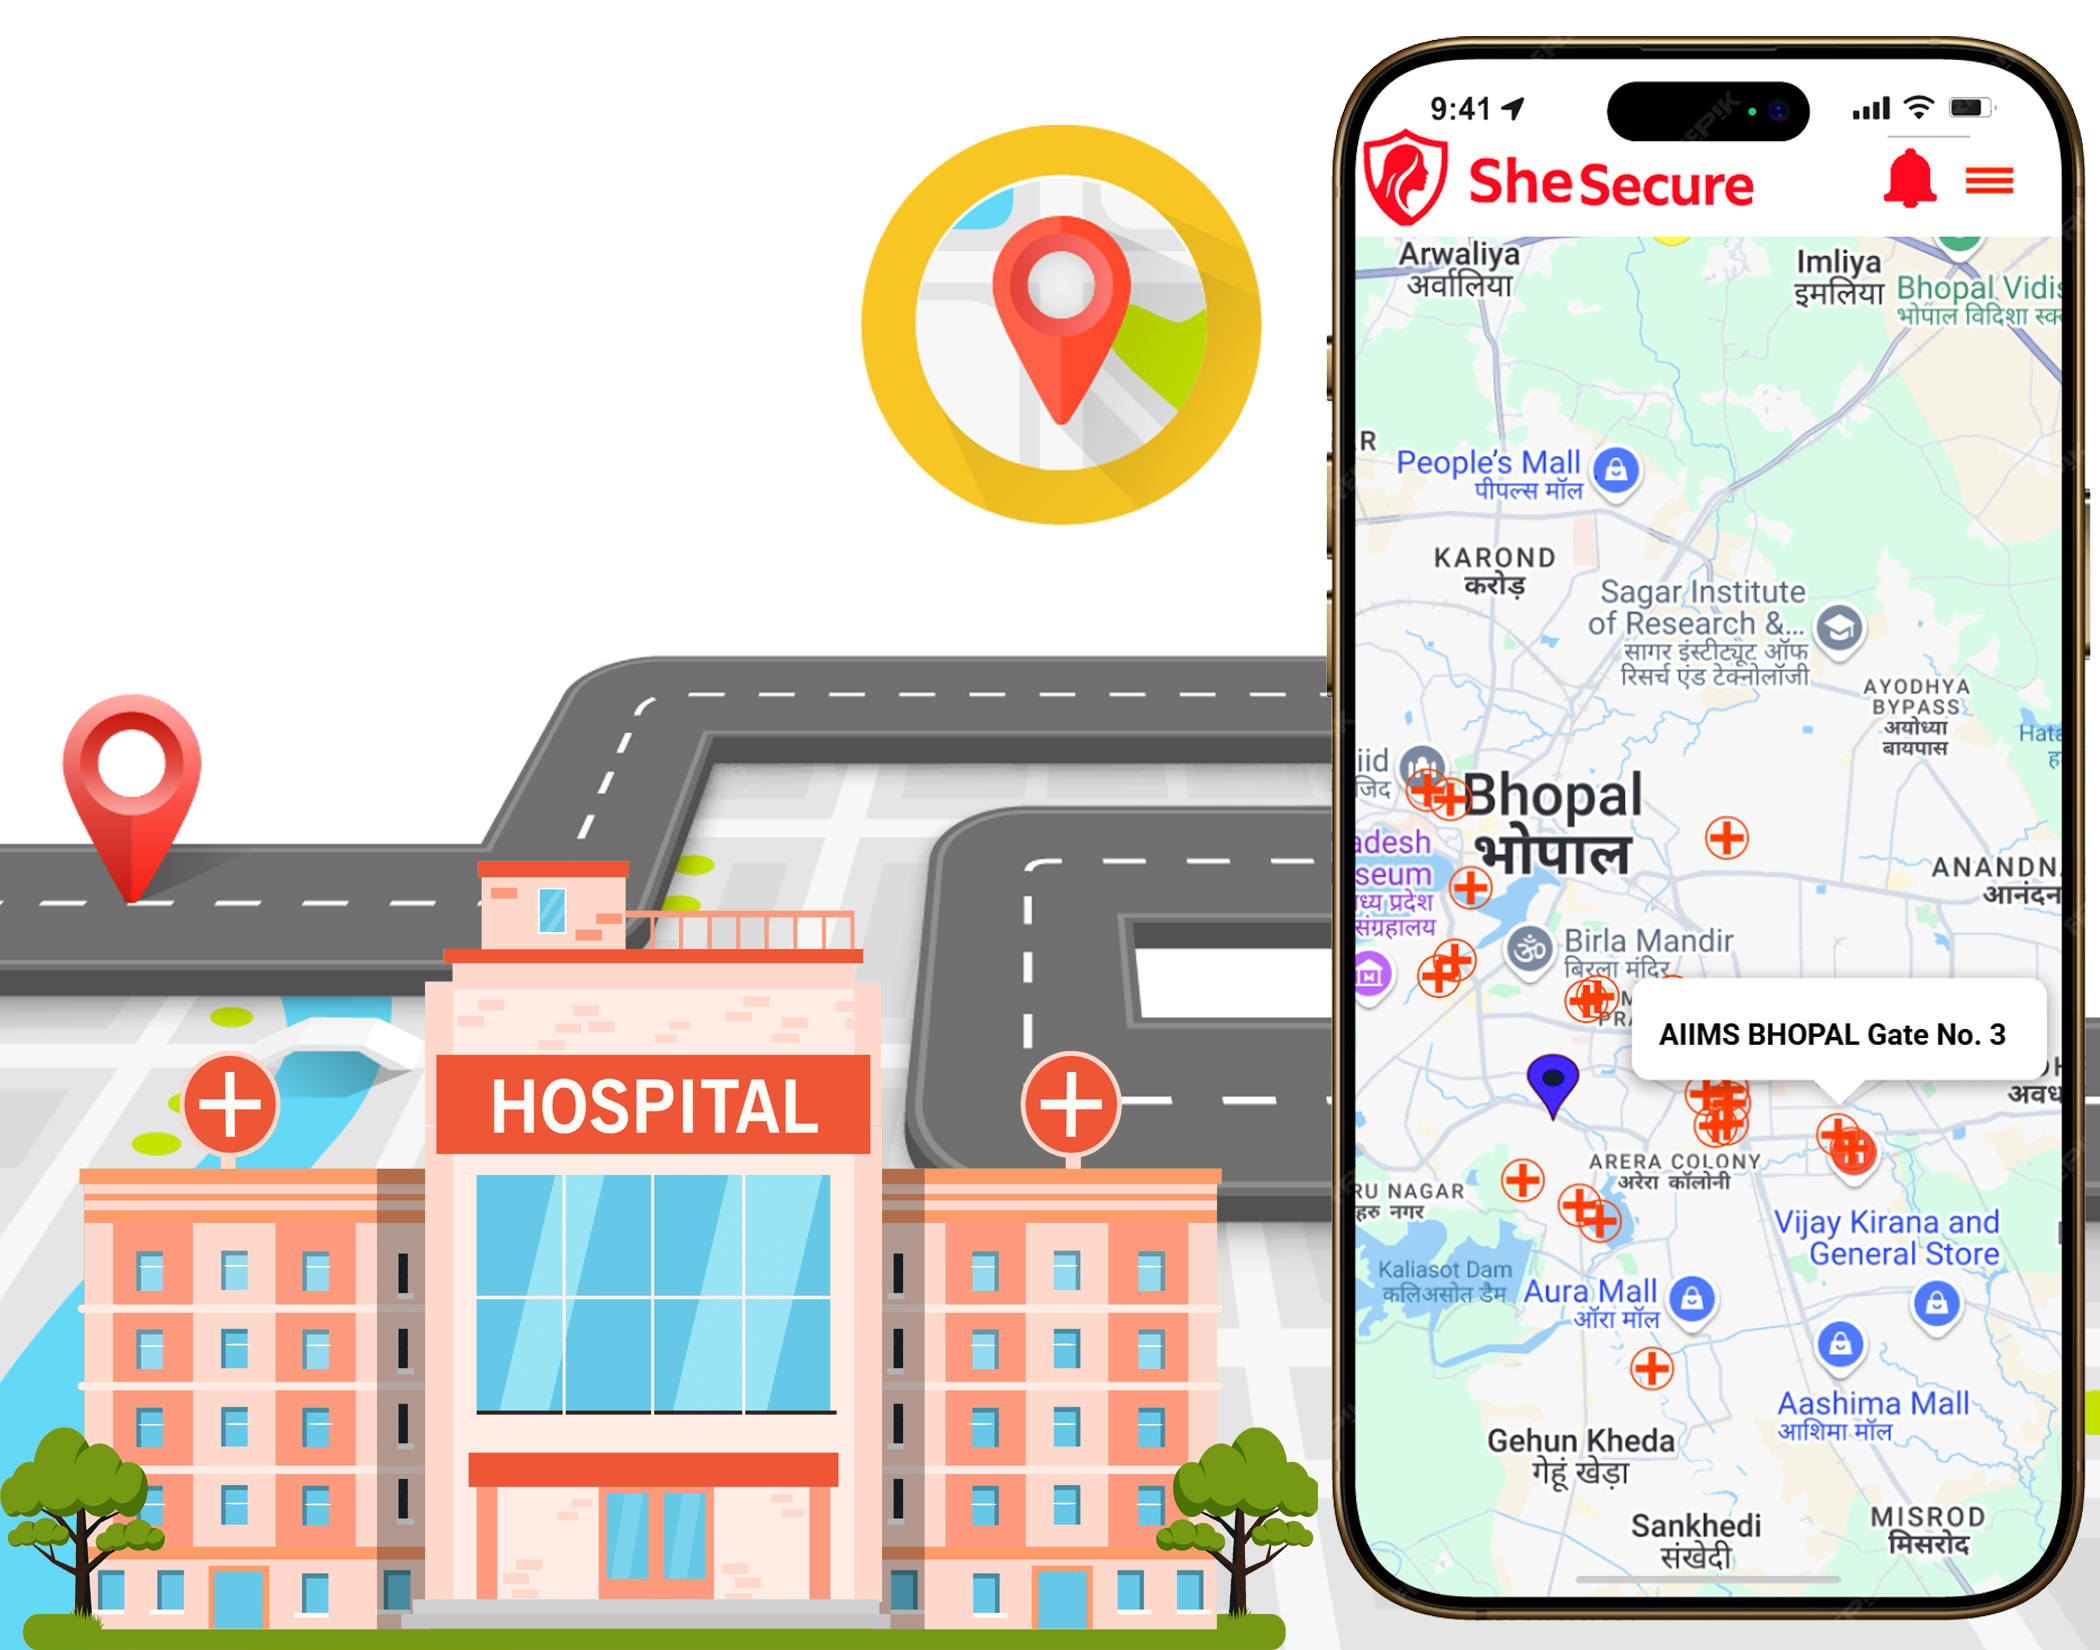 HOSPITAL
9:41
SheSecure
Arwaliya
अर्वालिया
Imliya
इमलिया
Bhopal Vidis
भोपाल विदिशा स्क
R
People's Mall
पीपल्स मॉल
KAROND
करोड़
Sagar Institute
of Research &...
सागर इंस्टीट्यूट ऑफ
रिसर्च एंड टेक्नोलॉजी
AYODHYA
BYPASS
अयोध्या
बायपास
Hata
ह
jid
जिद
Bhopal
भोपाल
adesh
seum
ध्य प्रदेश
संग्रहालय
ANANDN
आनंदन
Birla Mandir
बिरला मंदिर
M
PRA
AIIMS BHOPAL Gate No. 3
अवध
ARERA COLONY
अरेरा कॉलोनी
RU NAGAR
हरु नगर
Vijay Kirana and
General Store
Kaliasot Dam
कलिअसोत डैम
Aura Mall
ऑरा मॉल
Aashima Mall
आशिमा मॉल
Gehun Kheda
गेहूं खेड़ा
Sankhedi
संखेदी
MISROD
मिसरोद